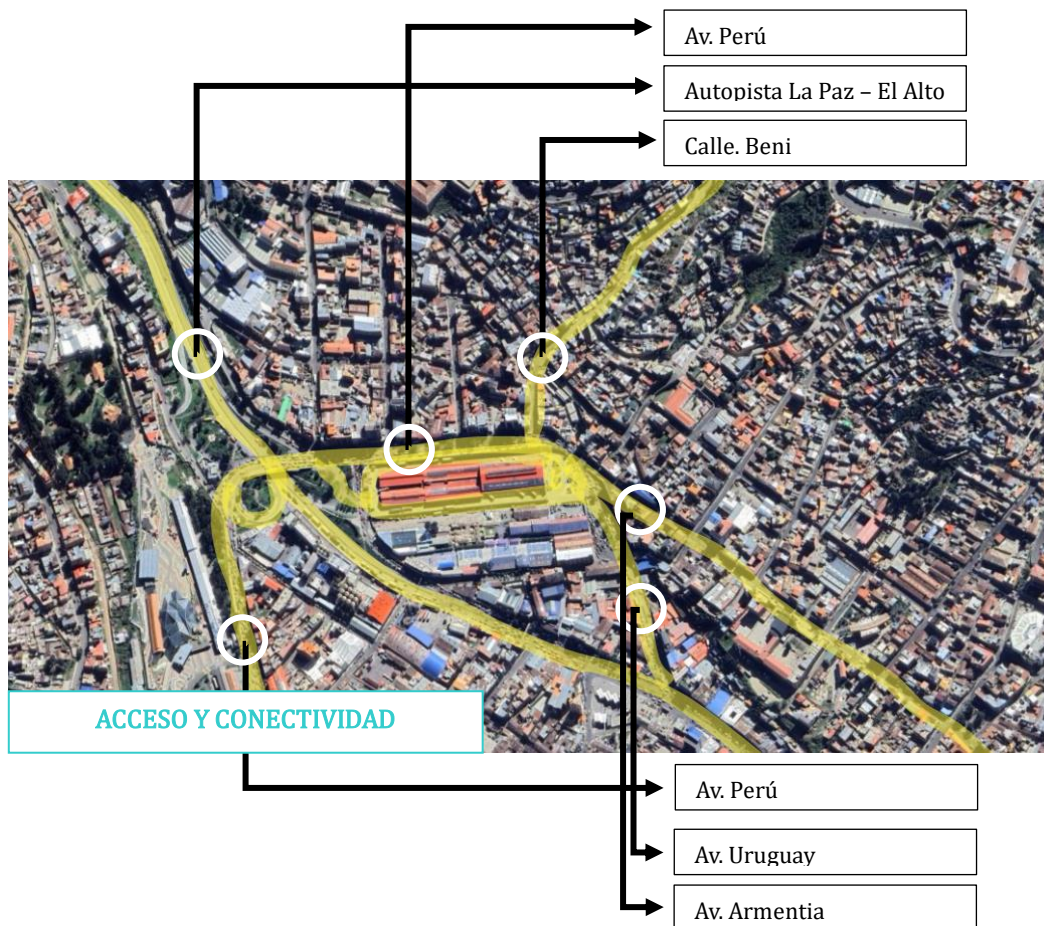 Av. Perú
Autopista La Paz – El Alto
Calle. Beni
ACCESO Y CONECTIVIDAD
Av. Perú
Av. Uruguay
Av. Armentia